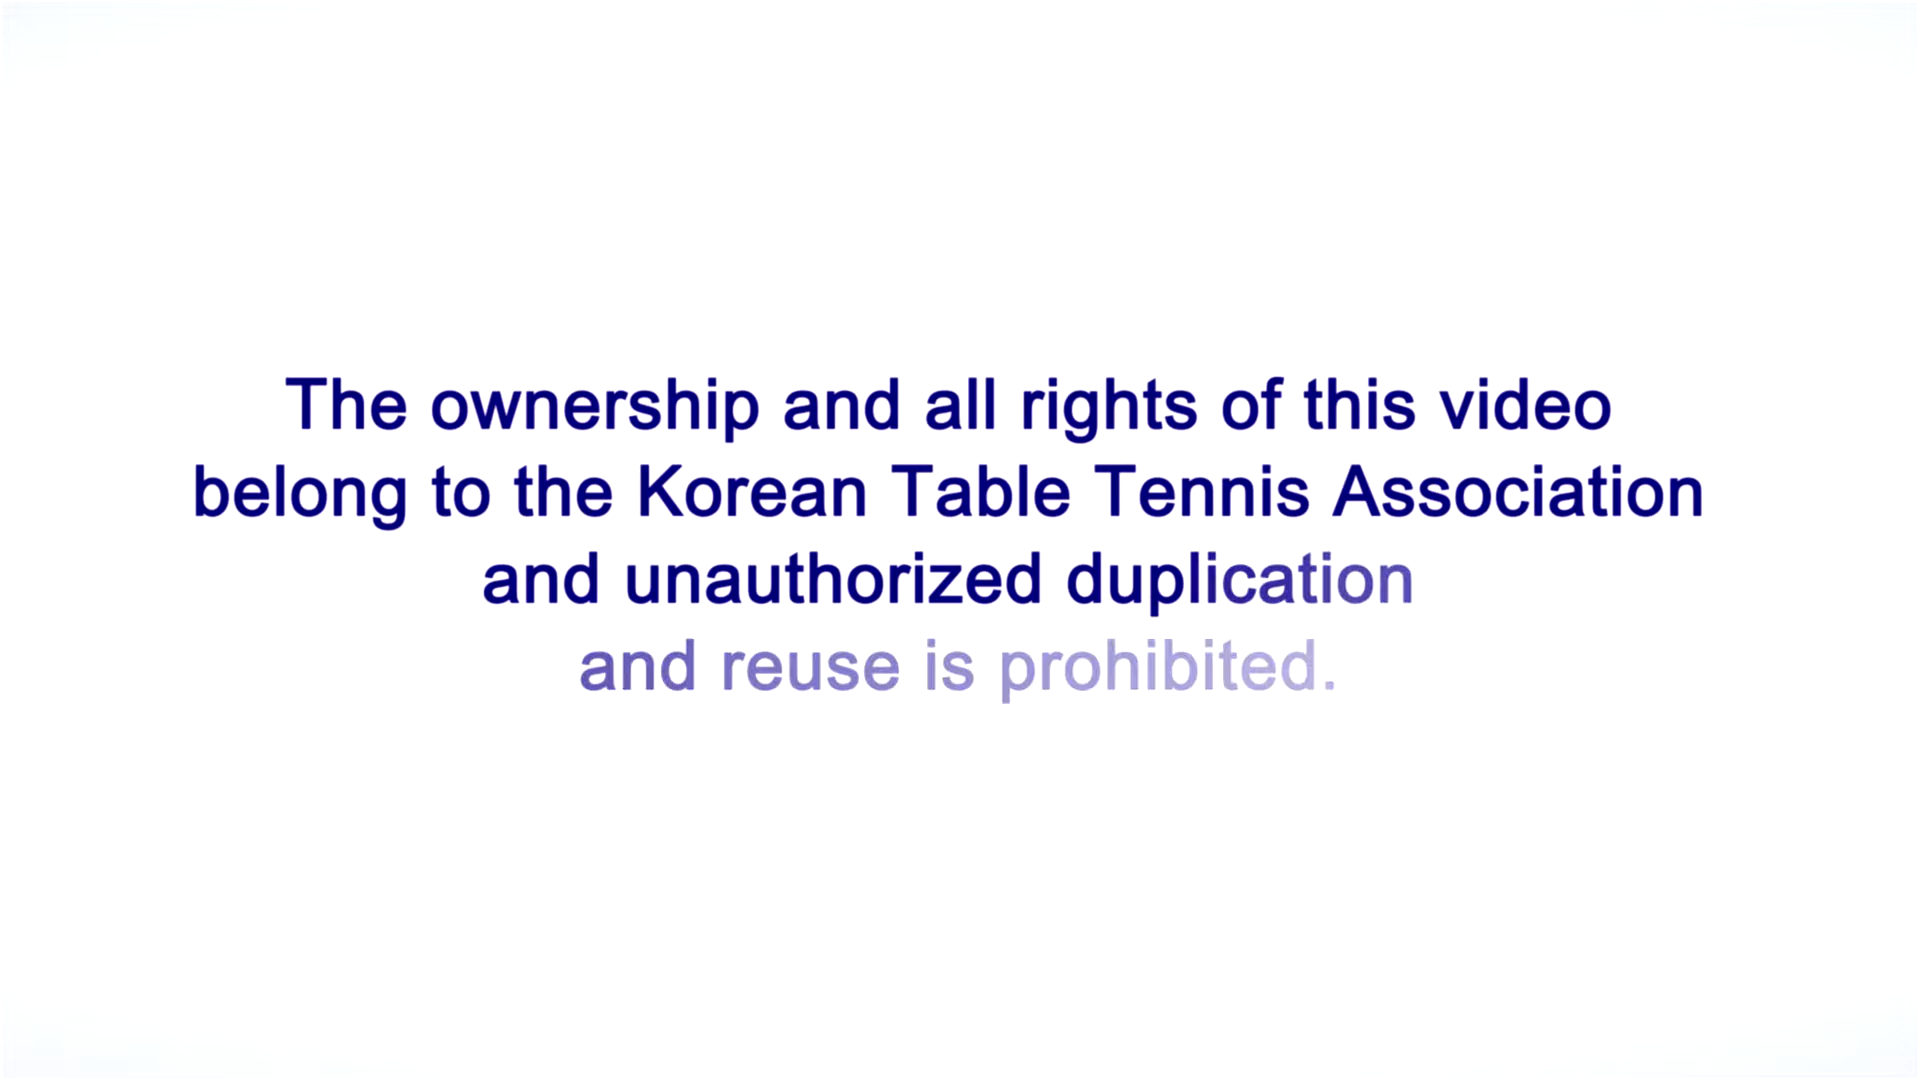 The ownership and all rights of this video
belong to the Korean Table Tennis Association
and unauthorized duplication
and reuse is prohibited.